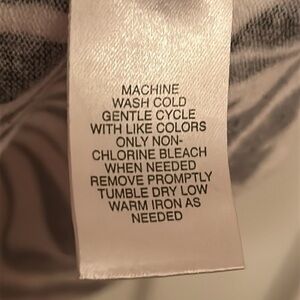 MACHINE
WASH COLD
GENTLE CYCLE
WITH LIKE COLORS
ONLY NON-
CHLORINE BLEACH
WHEN NEEDED
REMOVE PROMPTLY
TUMBLE DRY LOW
WARM IRON AS
NEEDED